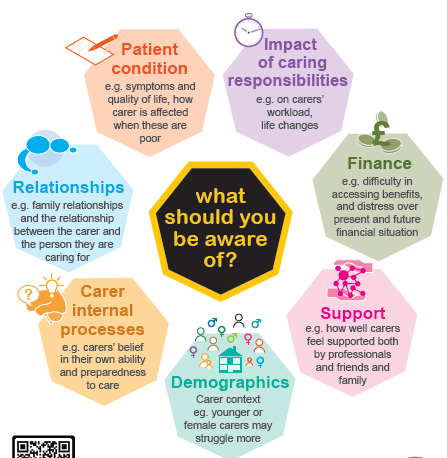 Patient
condition
e.g. symptoms and
quality of life, how
carer is affected
when these are
poor
Impact
of caring
responsibilities
e.g. on carers’
workload,
life changes
Relationships
e.g. family relationships
and the relationship
between the carer and
the person they are
caring for
what
should you
be aware
of?
£
Finance
e.g. difficulty in
accessing benefits,
and distress over
present and future
financial situation
?
Carer
internal
processes
e.g. carers’ belief
in their own ability
and preparedness
to care
Support
e.g. how well carers
feel supported both
by professionals
and friends and
family
Demographics
Carer context
eg. younger or
female carers may
struggle more